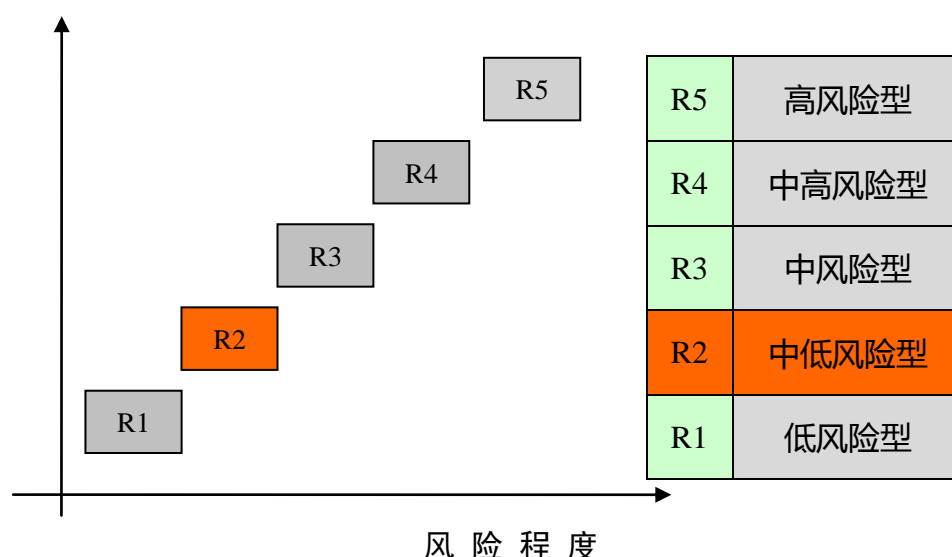 R5
R4
R3
R2
R1
R5 高风险型
R4 中高风险型
R3 中风险型
R2 中低风险型
R1 低风险型
风险程度